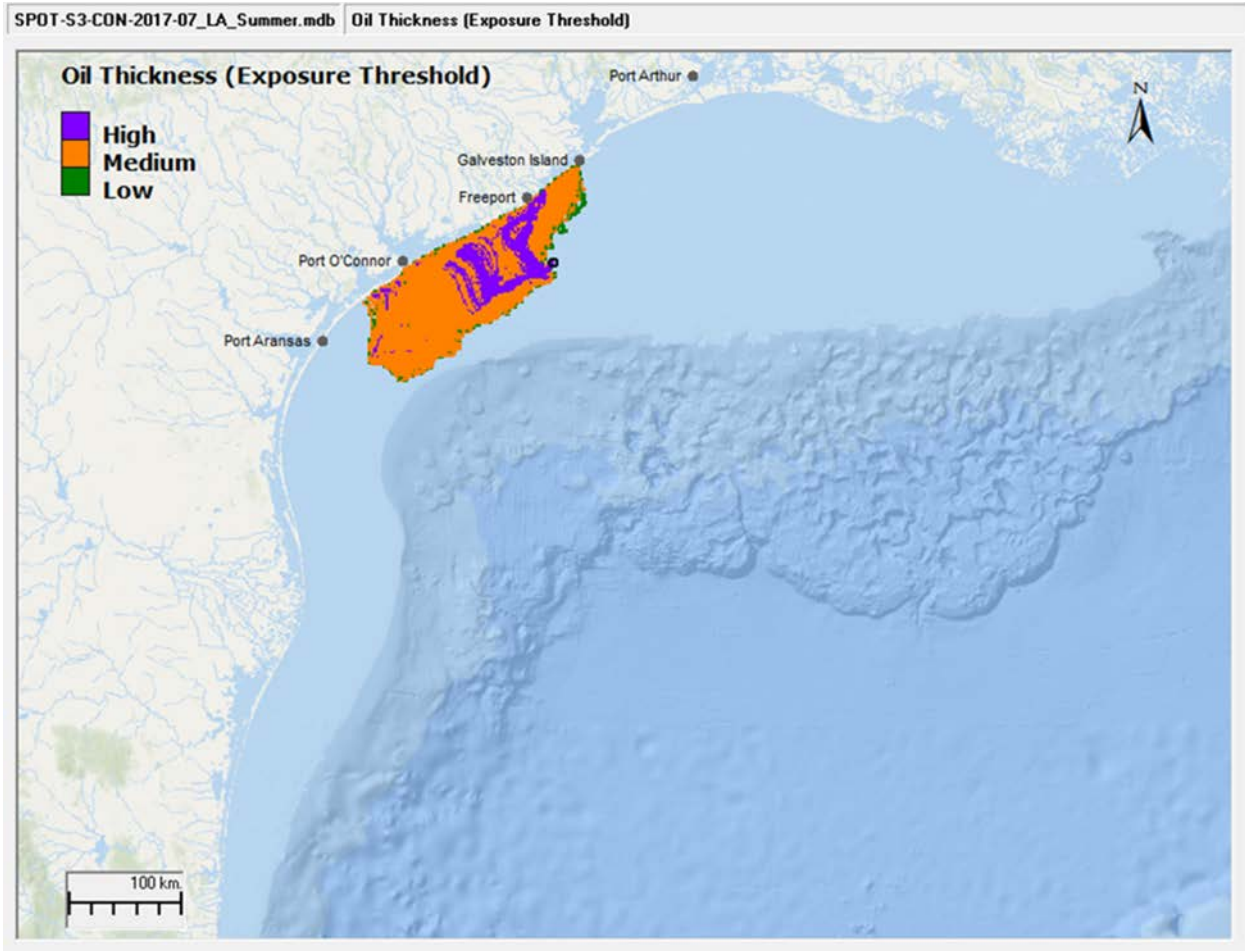 SPOT-S3-CON-2017-07_LA_Summer.mdb Oil Thickness (Exposure Threshold)
Oil Thickness (Exposure Threshold)
High
Medium
Low
Port Arthur
N
Galveston Island
Freeport
Port O'Connor
Port Aransas
100 km.